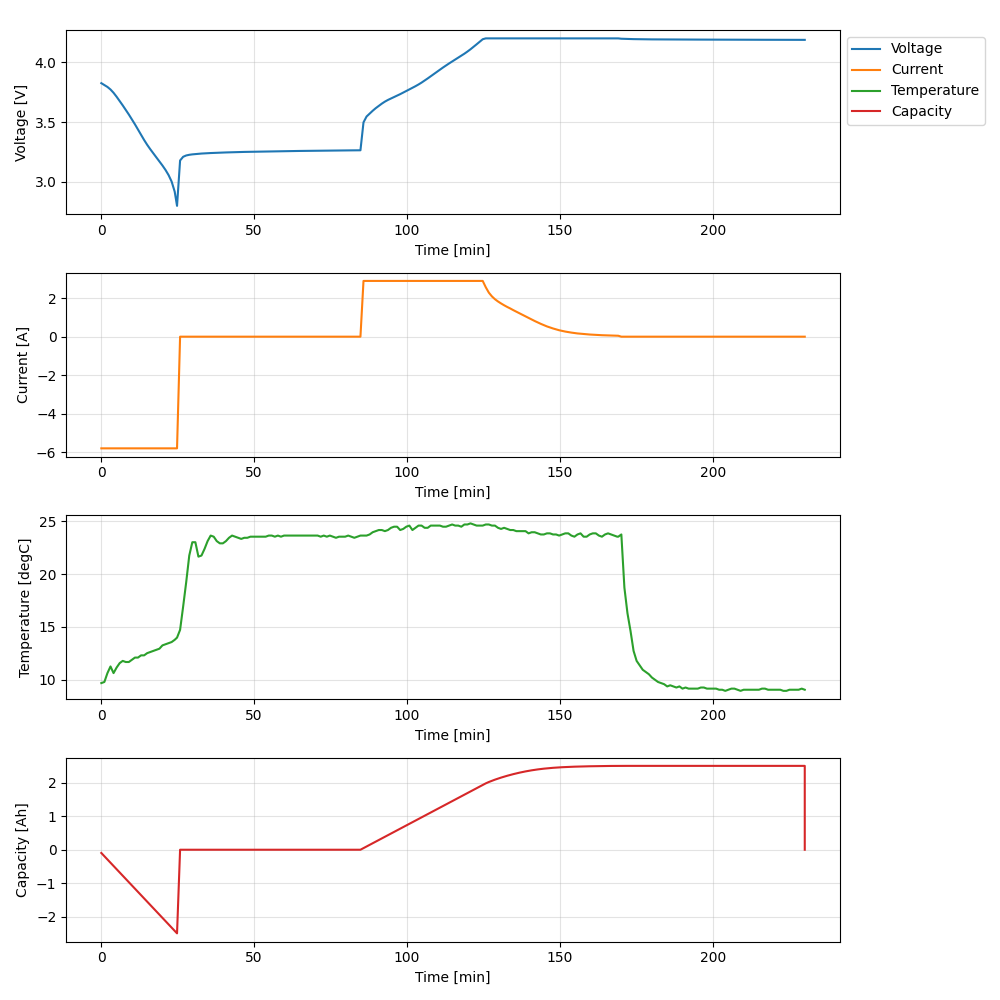 4.0
3.5
3.0
Voltage [V]
0 50 100 150 200
Time [min]
Voltage
Current
Temperature
Capacity
2
0
−2
−4
−6
Current [A]
0 50 100 150 200
Time [min]
25
20
15
10
Temperature [degC]
0 50 100 150 200
Time [min]
2
1
0
−1
−2
Capacity [Ah]
0 50 100 150 200
Time [min]